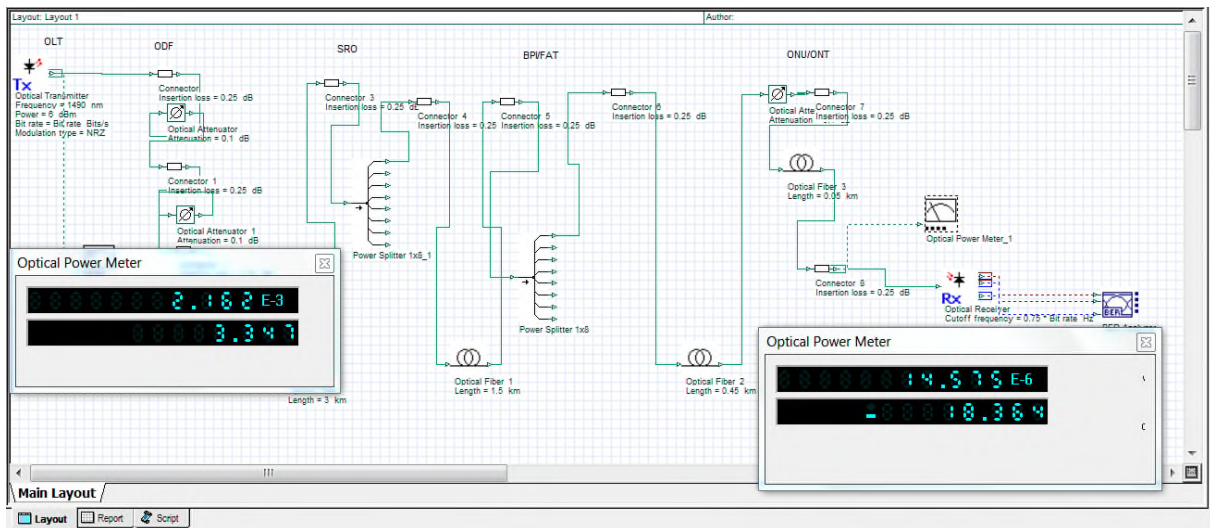 Layout: Layout 1
Author:
OLT
ODF
SRO
BPI/FAT
ONU/ONT
Tx
Optical Transmitter
Frequency = 1490 nm
Power = 6 dBm
Bit rate = Bit rate Bits/s
Modulation type = NRZ
Connector
Insertion loss = 0.25 dB
Optical Attenuator
Attenuation = 0.1 dB
Connector 1
Insertion loss = 0.25 dB
Optical Attenuator 1
Attenuation = 0.1 dB
Connector 3
Insertion loss = 0.25 dB
Power Splitter 1x8_1
Connector 4
Insertion loss = 0.25
Connector 5
Insertion loss = 0.25 dB
Power Splitter 1x8
Connector 6
Insertion loss = 0.25 dB
Optical Atte
Attenuation
Connector 7
Insertion loss = 0.25 dB
Optical Fiber 3
Length = 0.05 km
Optical Power Meter_1
Connector 8
Insertion loss = 0.25 dB
Rx
Optical Receiver
Cutoff frequency = 0.75 * Bit rate Hz
BER
Optical Fiber 1
Length = 1.5 km
Optical Fiber 2
Length = 0.45 km
Length = 3 km
Optical Power Meter
2.162 E-3
3.347
Optical Power Meter
14.575 E-6
-18.364
Main Layout
Layout
Report
Script